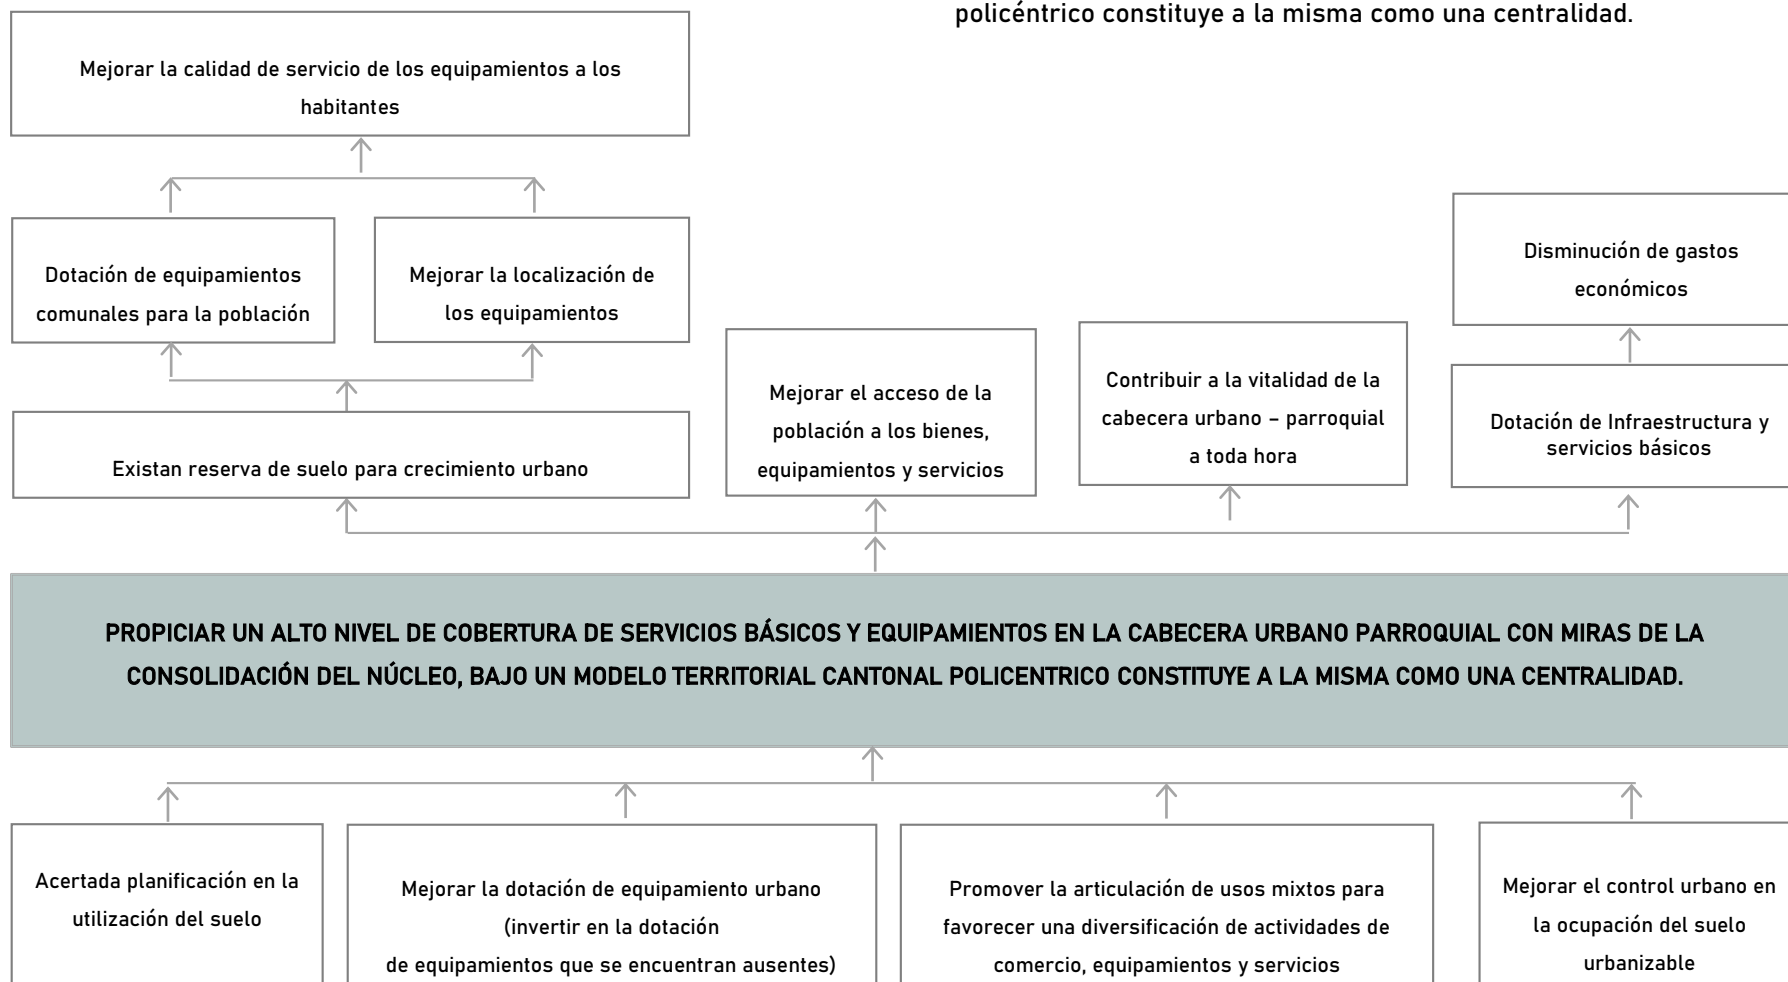 policéntrico constituye a la misma como una centralidad.
Mejorar la calidad de servicio de los equipamientos a los
habitantes
Dotación de equipamientos
comunales para la población
Mejorar la localización de
los equipamientos
Disminución de gastos
económicos
Existan reserva de suelo para crecimiento urbano
Mejorar el acceso de la
población a los bienes,
equipamientos y servicios
Contribuir a la vitalidad de la
cabecera urbano – parroquial
a toda hora
Dotación de Infraestructura y
servicios básicos
PROPICIAR UN ALTO NIVEL DE COBERTURA DE SERVICIOS BÁSICOS Y EQUIPAMIENTOS EN LA CABECERA URBANO PARROQUIAL CON MIRAS DE LA
CONSOLIDACIÓN DEL NÚCLEO, BAJO UN MODELO TERRITORIAL CANTONAL POLICENTRICO CONSTITUYE A LA MISMA COMO UNA CENTRALIDAD.
Acertada planificación en la
utilización del suelo
Mejorar la dotación de equipamiento urbano
(invertir en la dotación
de equipamientos que se encuentran ausentes)
Promover la articulación de usos mixtos para
favorecer una diversificación de actividades de
comercio, equipamientos y servicios
Mejorar el control urbano en
la ocupación del suelo
urbanizable